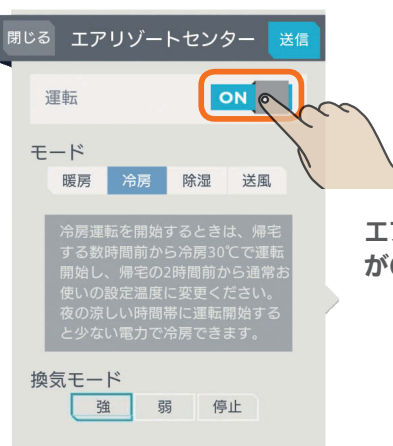 閉じる エアリゾートセンター 送信
運転 ON
モード
暖房 冷房 除湿 送風
冷房運転を開始するときは、帰宅
する数時間前から冷房30℃で運転
開始し、帰宅の2時間前から通常お
使いの設定温度に変更ください。
夜の涼しい時間帯に運転開始する
と少ない電力で冷房できます。
エア
が
換気モード
強 弱 停止